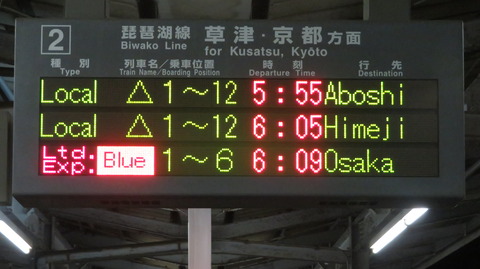 2 琵琶湖線 草津・京都方面
Biwako Line for Kusatsu, Kyōto
種別 列車名/乗車位置 時刻 行先
Type Train Name/Boarding Position Departure Time Destination
Local △ 1〜12 5:55 Aboshi
Local △ 1〜12 6:05 Himeji
Ltd. Exp. Blue 1〜6 6:09 Osaka